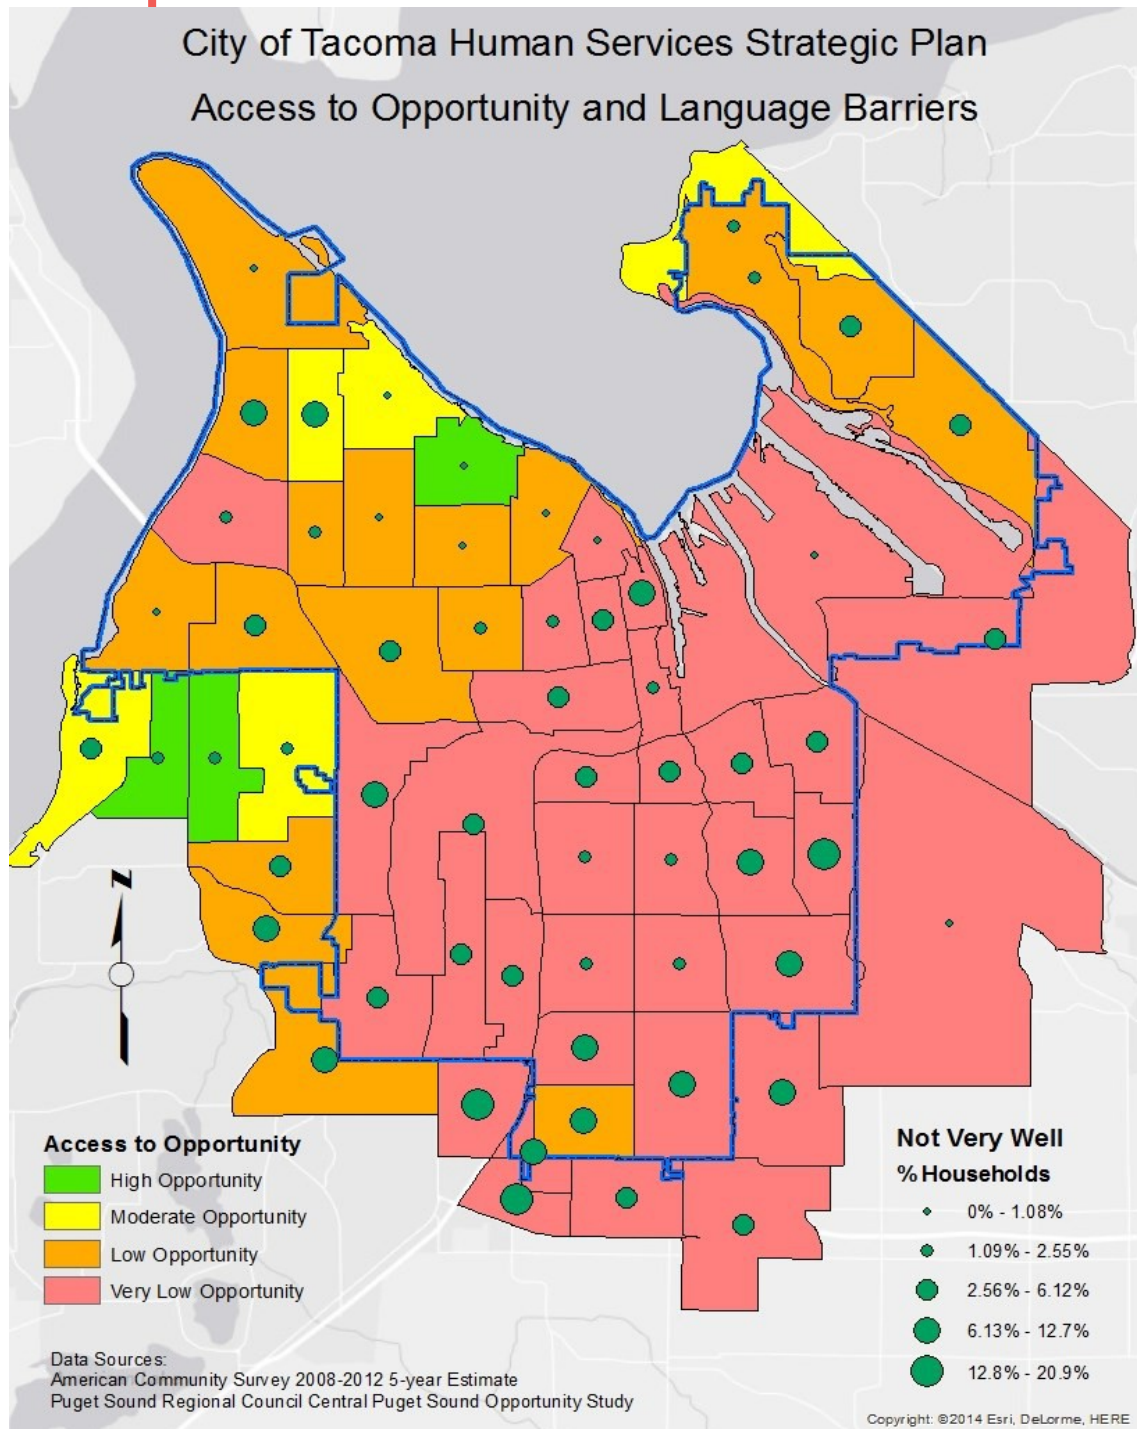 City of Tacoma Human Services Strategic Plan
Access to Opportunity and Language Barriers
N
Access to Opportunity
High Opportunity
Moderate Opportunity
Low Opportunity
Very Low Opportunity
Not Very Well
% Households
0% - 1.08%
1.09% - 2.55%
2.56% - 6.12%
6.13% - 12.7%
12.8% - 20.9%
Data Sources:
American Community Survey 2008-2012 5-year Estimate
Puget Sound Regional Council Central Puget Sound Opportunity Study
Copyright: ©2014 Esri, DeLorme, HERE